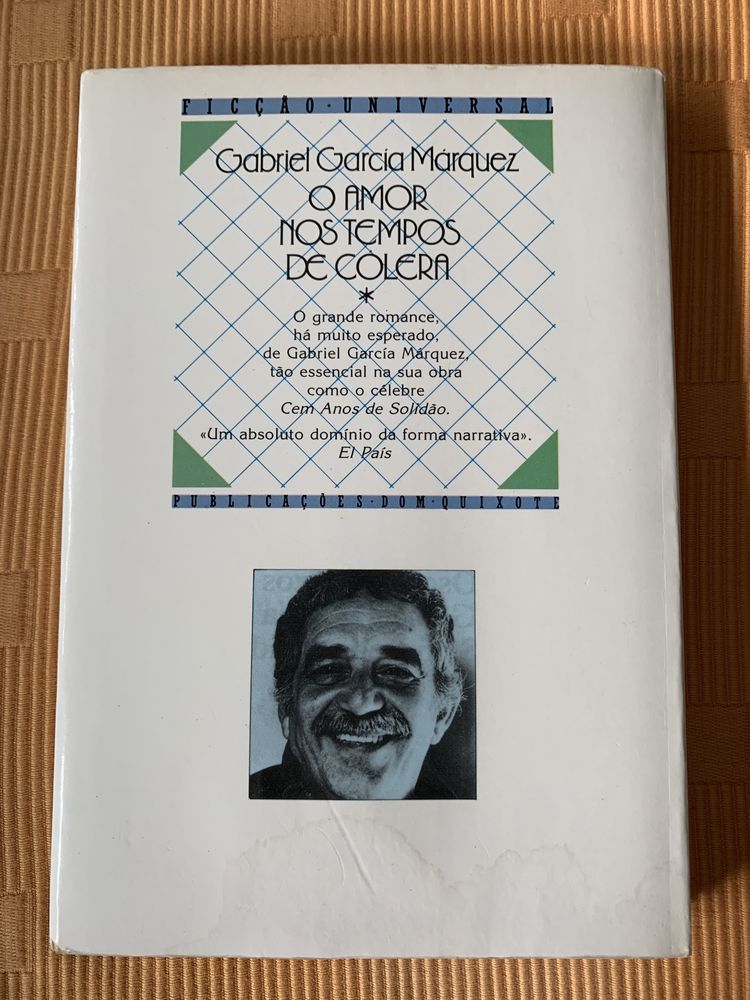 FICÇÃO · UNIVERSAL
Gabriel García Márquez
O AMOR
NOS TEMPOS
DE COLERA
*
O grande romance,
há muito esperado,
de Gabriel García Márquez,
tão essencial na sua obra
como o célebre
Cem Anos de Solidão.
«Um absoluto domínio da forma narrativa».
El País
PUBLICAÇÕES · DOM · QUIXOTE